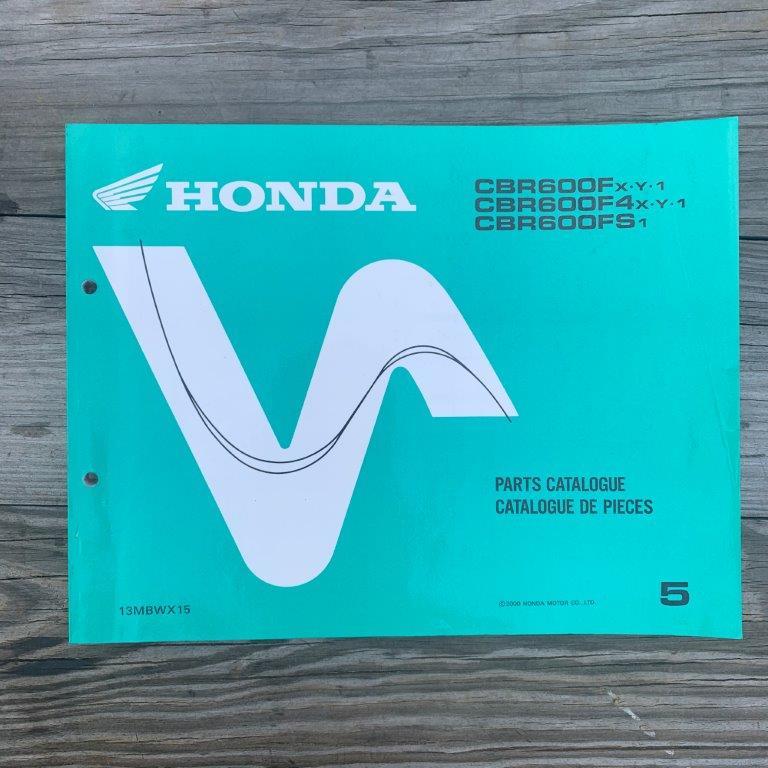 HONDA
CBR600FX·Y·1
CBR600F4X·Y·1
CBR600FS1
PARTS CATALOGUE
CATALOGUE DE PIECES
13MBWX15
©2000 HONDA MOTOR CO., LTD.
5